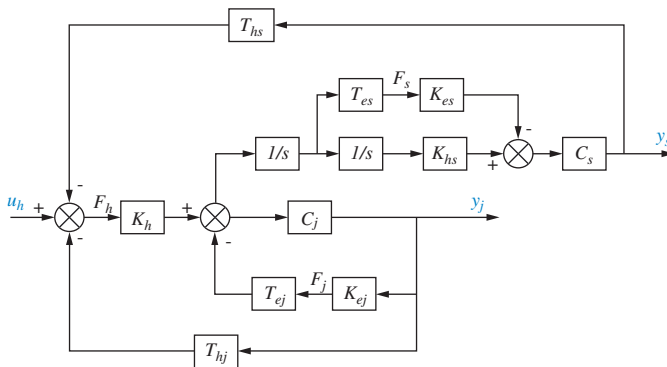 T_hs
F_s
T_es
K_es
-
1/s
1/s
K_hs
+
C_s
y_s
-
u_h
+
F_h
K_h
+
C_j
y_j
-
-
T_ej
F_j
K_ej
T_hj